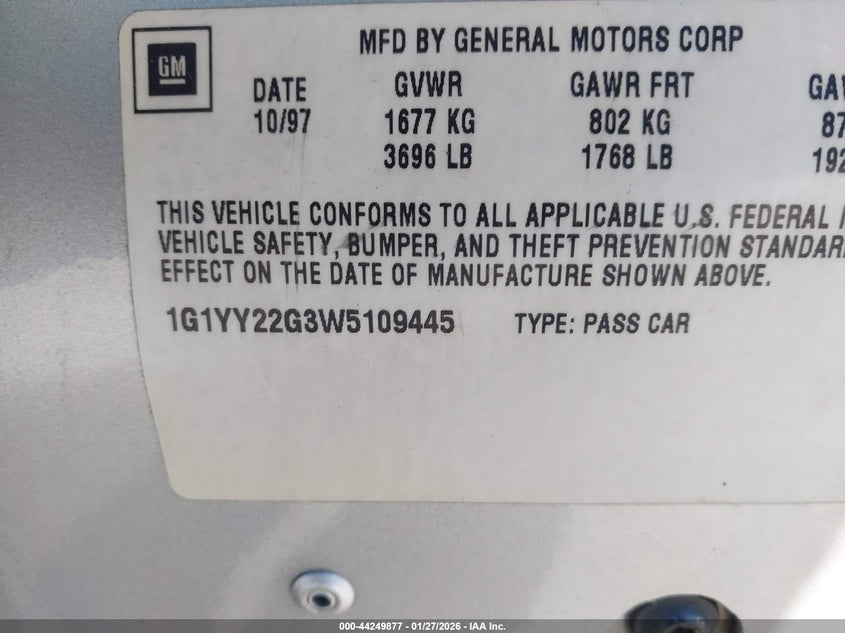 MFD BY GENERAL MOTORS CORP
GM
DATE GVWR GAWR FRT
10/97 1677 KG 802 KG
3696 LB 1768 LB
THIS VEHICLE CONFORMS TO ALL APPLICABLE U.S. FEDERAL
VEHICLE SAFETY, BUMPER, AND THEFT PREVENTION
EFFECT ON THE DATE OF MANUFACTURE SHOWN ABOVE.
1G1YY22G3W5109445 TYPE: PASS CAR
000-44249877 - 01/27/2026 - IAA Inc.